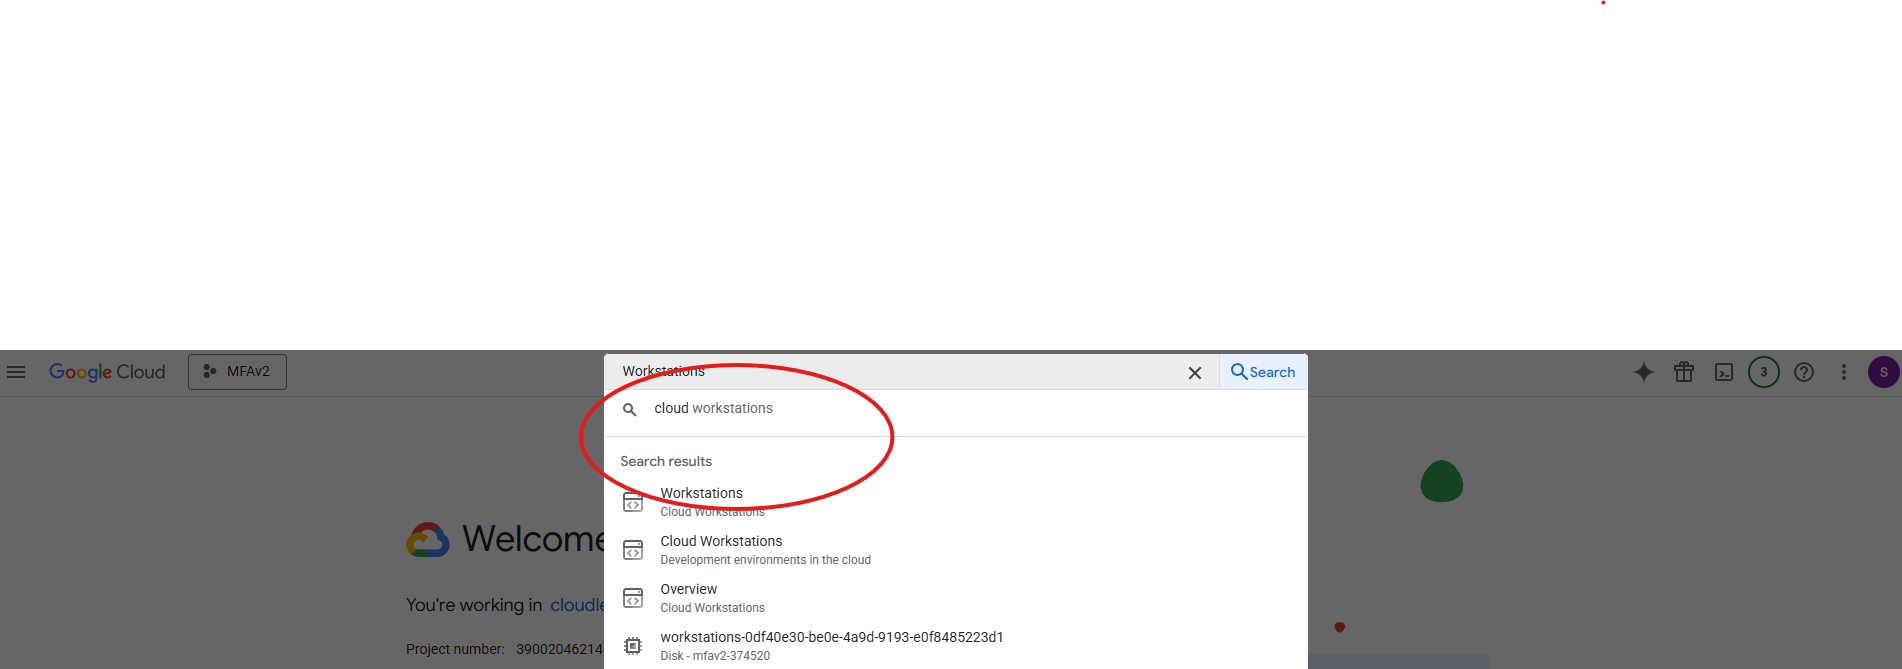 Google Cloud
MFAv2
Workstations
Search
3
S
cloud workstations
Search results
Workstations
Cloud Workstations
Cloud Workstations
Development environments in the cloud
Overview
Cloud Workstations
workstations-0df40e30-be0e-4a9d-9193-e0f8485223d1
Disk - mfav2-374520
Welcome
You're working in cloudle
Project number: 39002046214